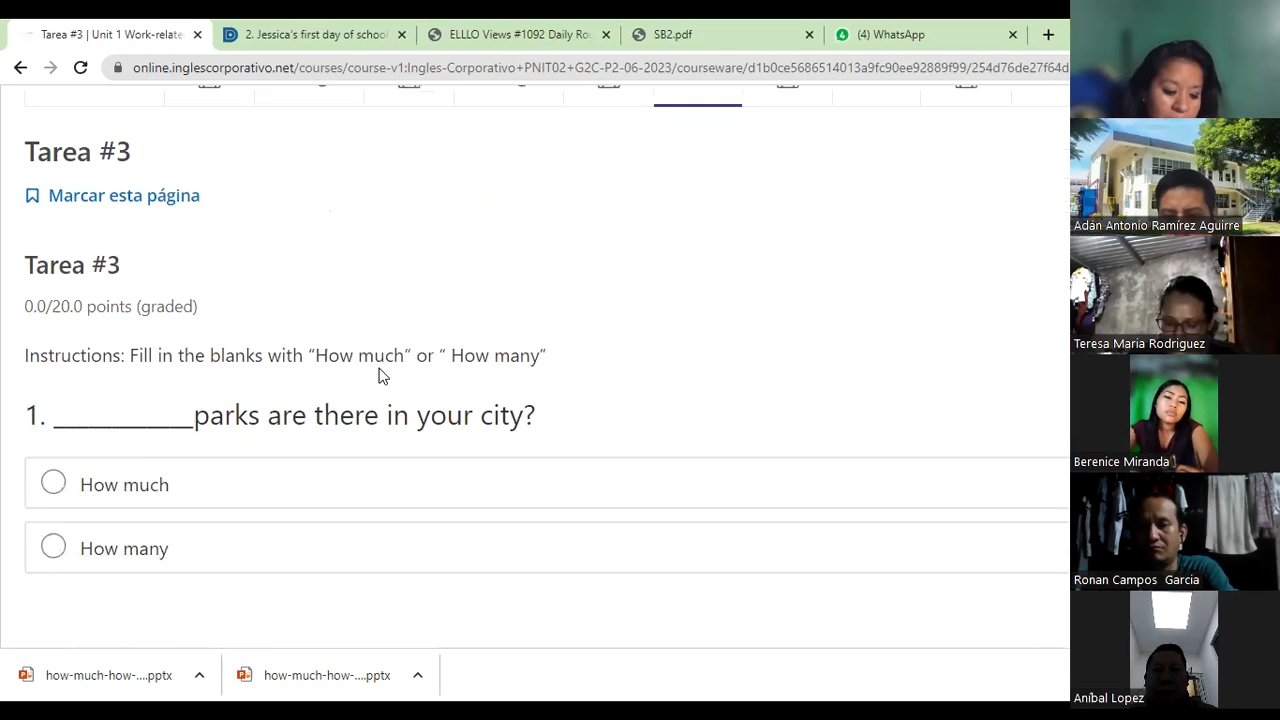 Tarea #3 | Unit 1 Work-relate
2. Jessica's first day of school
ELLLO Views #1092 Daily Rou
SB2.pdf
(4) WhatsApp
online.inglescorporativo.net/courses/course-v1:Ingles-Corporativo+PNIT02+G2C-P2-06-2023/courseware/d1b0ce5686514013a9fc90ee92889f99/254d76de27f64d
Tarea #3
Marcar esta página
Tarea #3
0.0/20.0 points (graded)
Instructions: Fill in the blanks with “How much” or “ How many”
1. ____________parks are there in your city?
How much
How many
how-much-how-....pptx
how-much-how-....pptx
Adán Antonio Ramírez Aguirre
Teresa Maria Rodriguez
Berenice Miranda
Ronan Campos Garcia
Aníbal Lopez